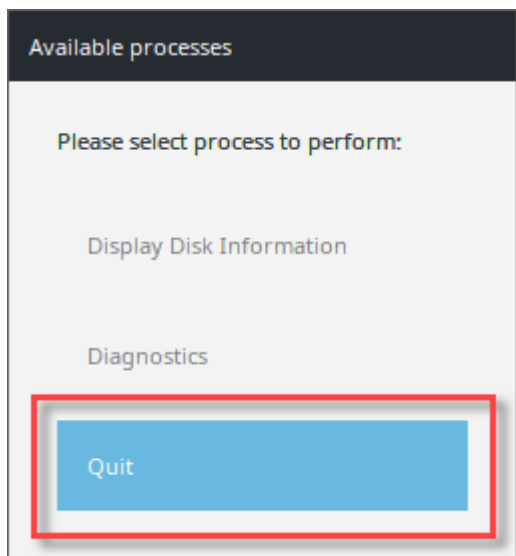 Available processes
Please select process to perform:
Display Disk Information
Diagnostics
Quit